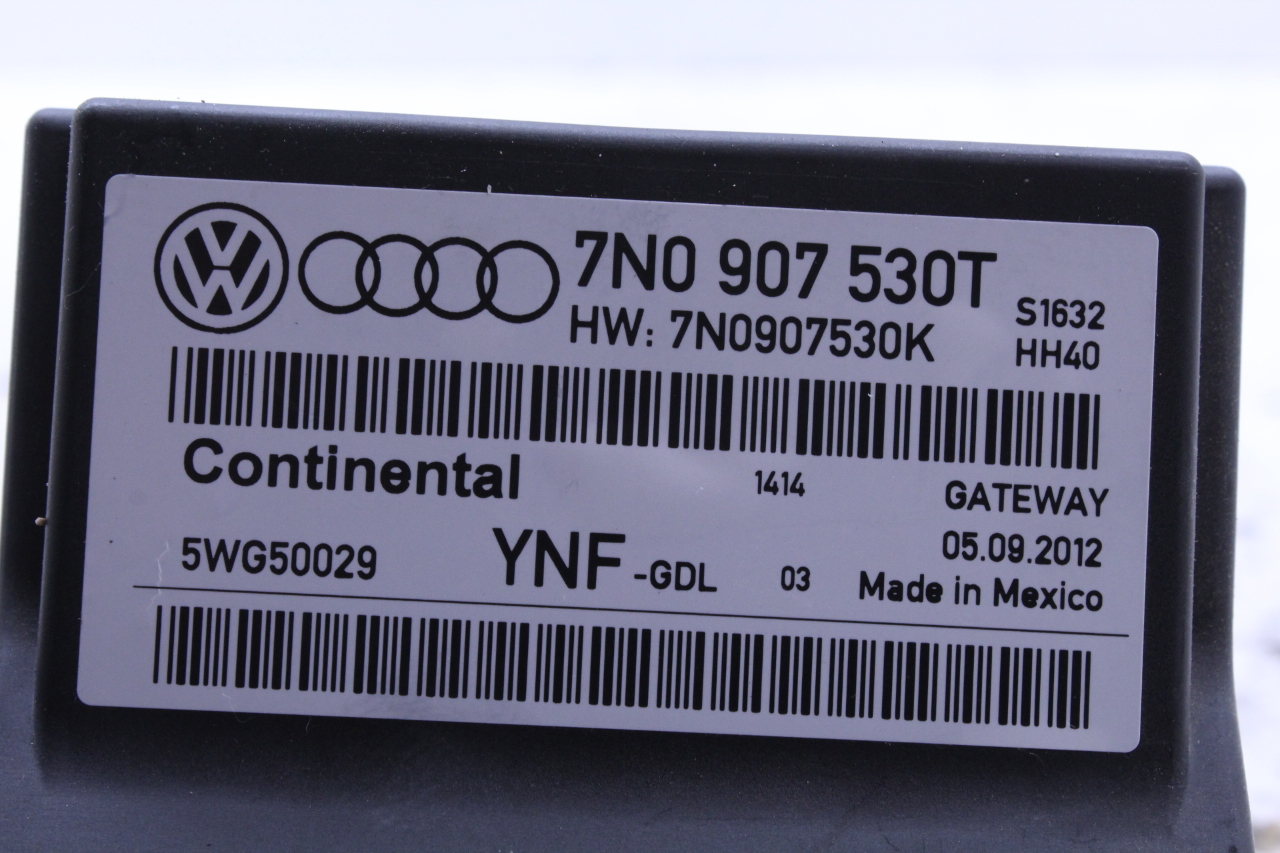 7N0 907 530T
HW: 7N0907530K
S1632
HH40
Continental
1414
GATEWAY
5WG50029
YNF -GDL
03
05.09.2012
Made in Mexico